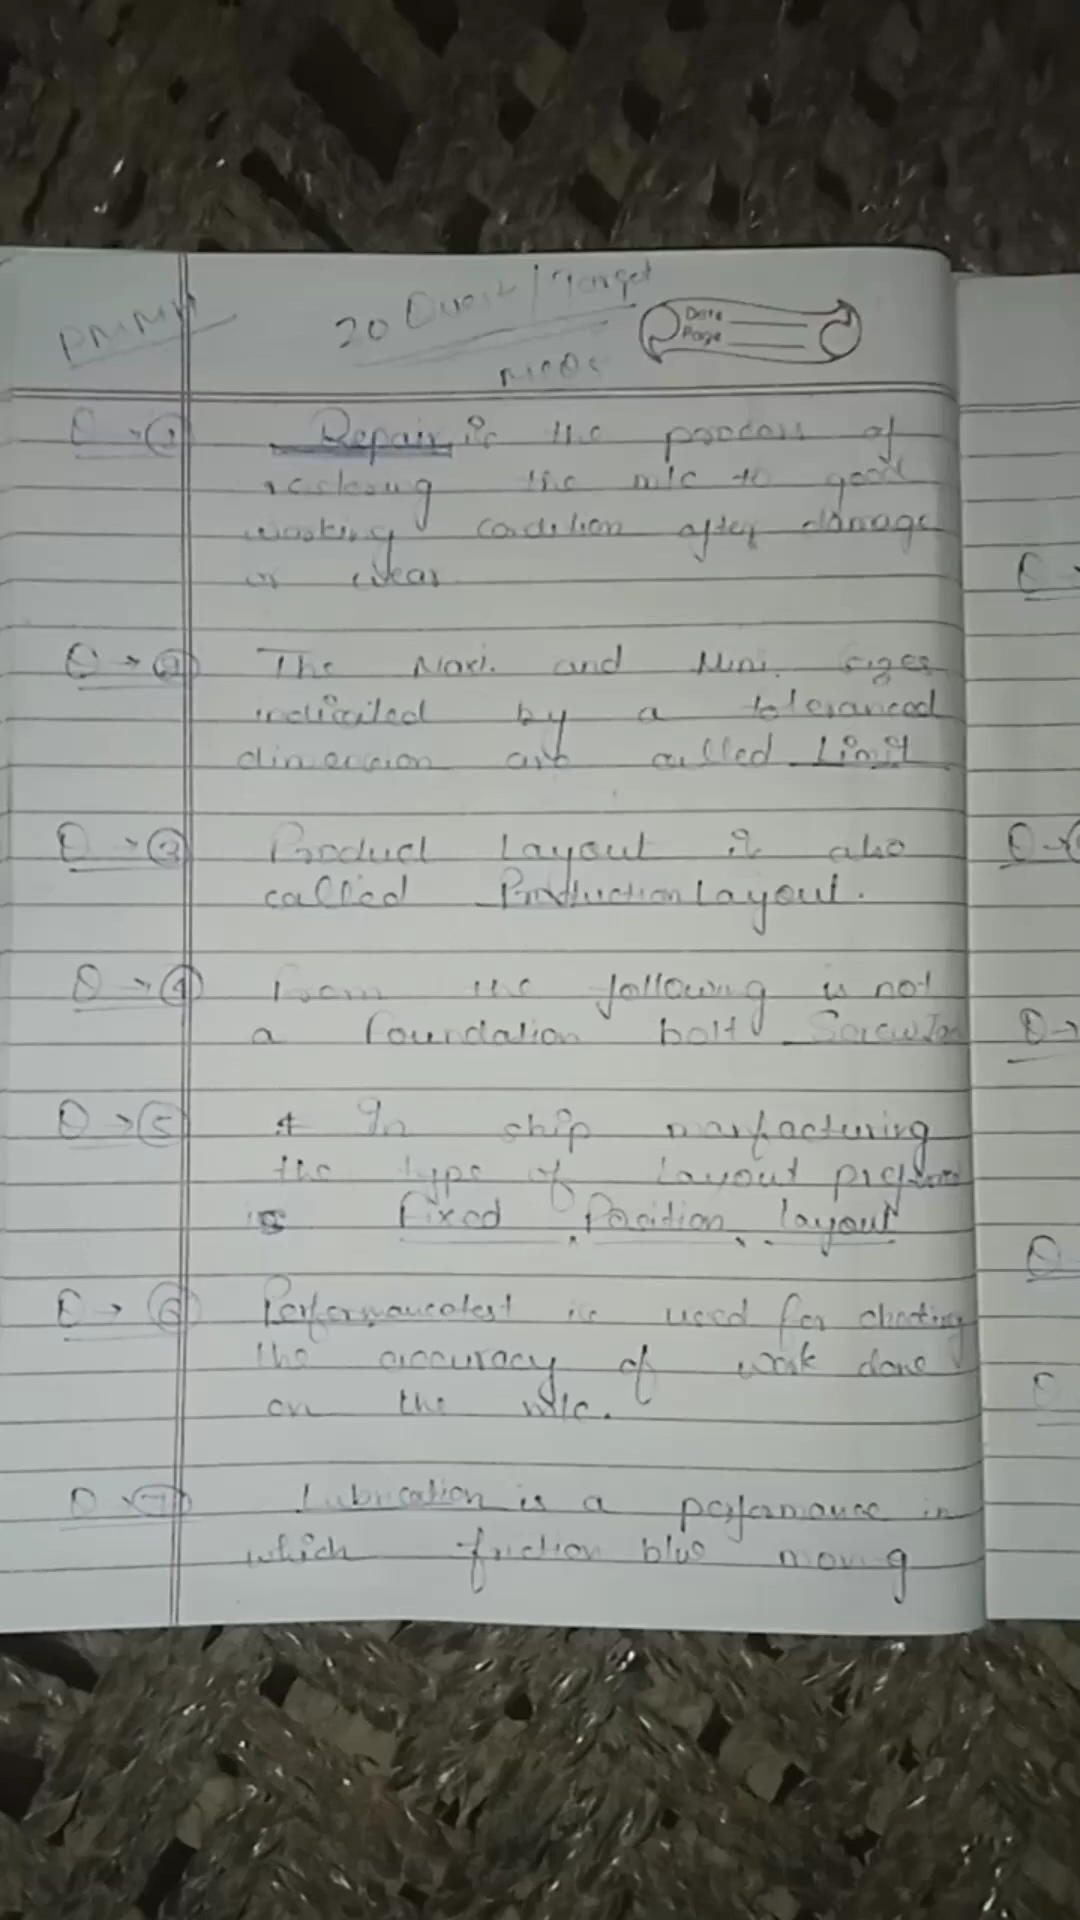 PMMM
20 Quest/Target
Date
Page
MCQs
Q → 1 Repair is the process of
restoring the m/c to good
working condition after damage
or wear
Q → 2 The Maxi. and Mini. sizes
indicated by a toleranced
dimension are called Limit
Q → 3 Product Layout is also
called Production Layout.
Q → 4 From the following is not
a foundation bolt
Q → 5 In ship manfacturing
the type of Layout
is fixed Position layout
Q → 6 Performancetest is used for
the accuracy of work done
on the m/c.
Q → 7 Lubrication is a performance in
which friction moving
Q →
Q →
Q →
Q
Q